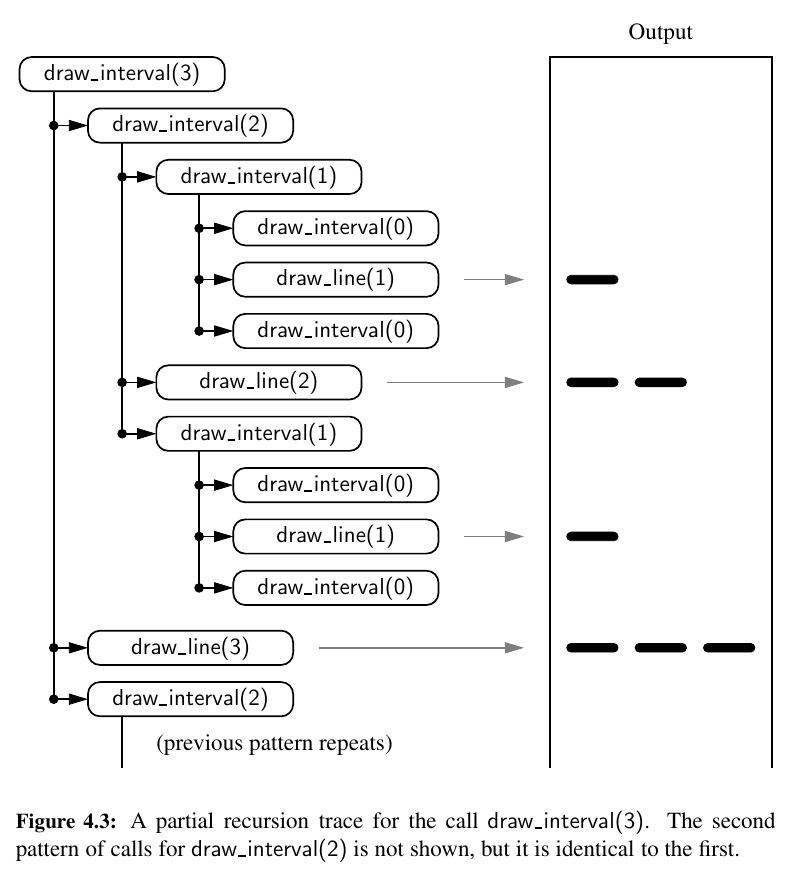 Output
draw_interval(3)
draw_interval(2)
draw_interval(1)
draw_interval(0)
draw_line(1)
draw_interval(0)
draw_line(2)
draw_interval(1)
draw_interval(0)
draw_line(1)
draw_interval(0)
draw_line(3)
draw_interval(2)
(previous pattern repeats)
Figure 4.3: A partial recursion trace for the call draw_interval(3). The second
pattern of calls for draw_interval(2) is not shown, but it is identical to the first.